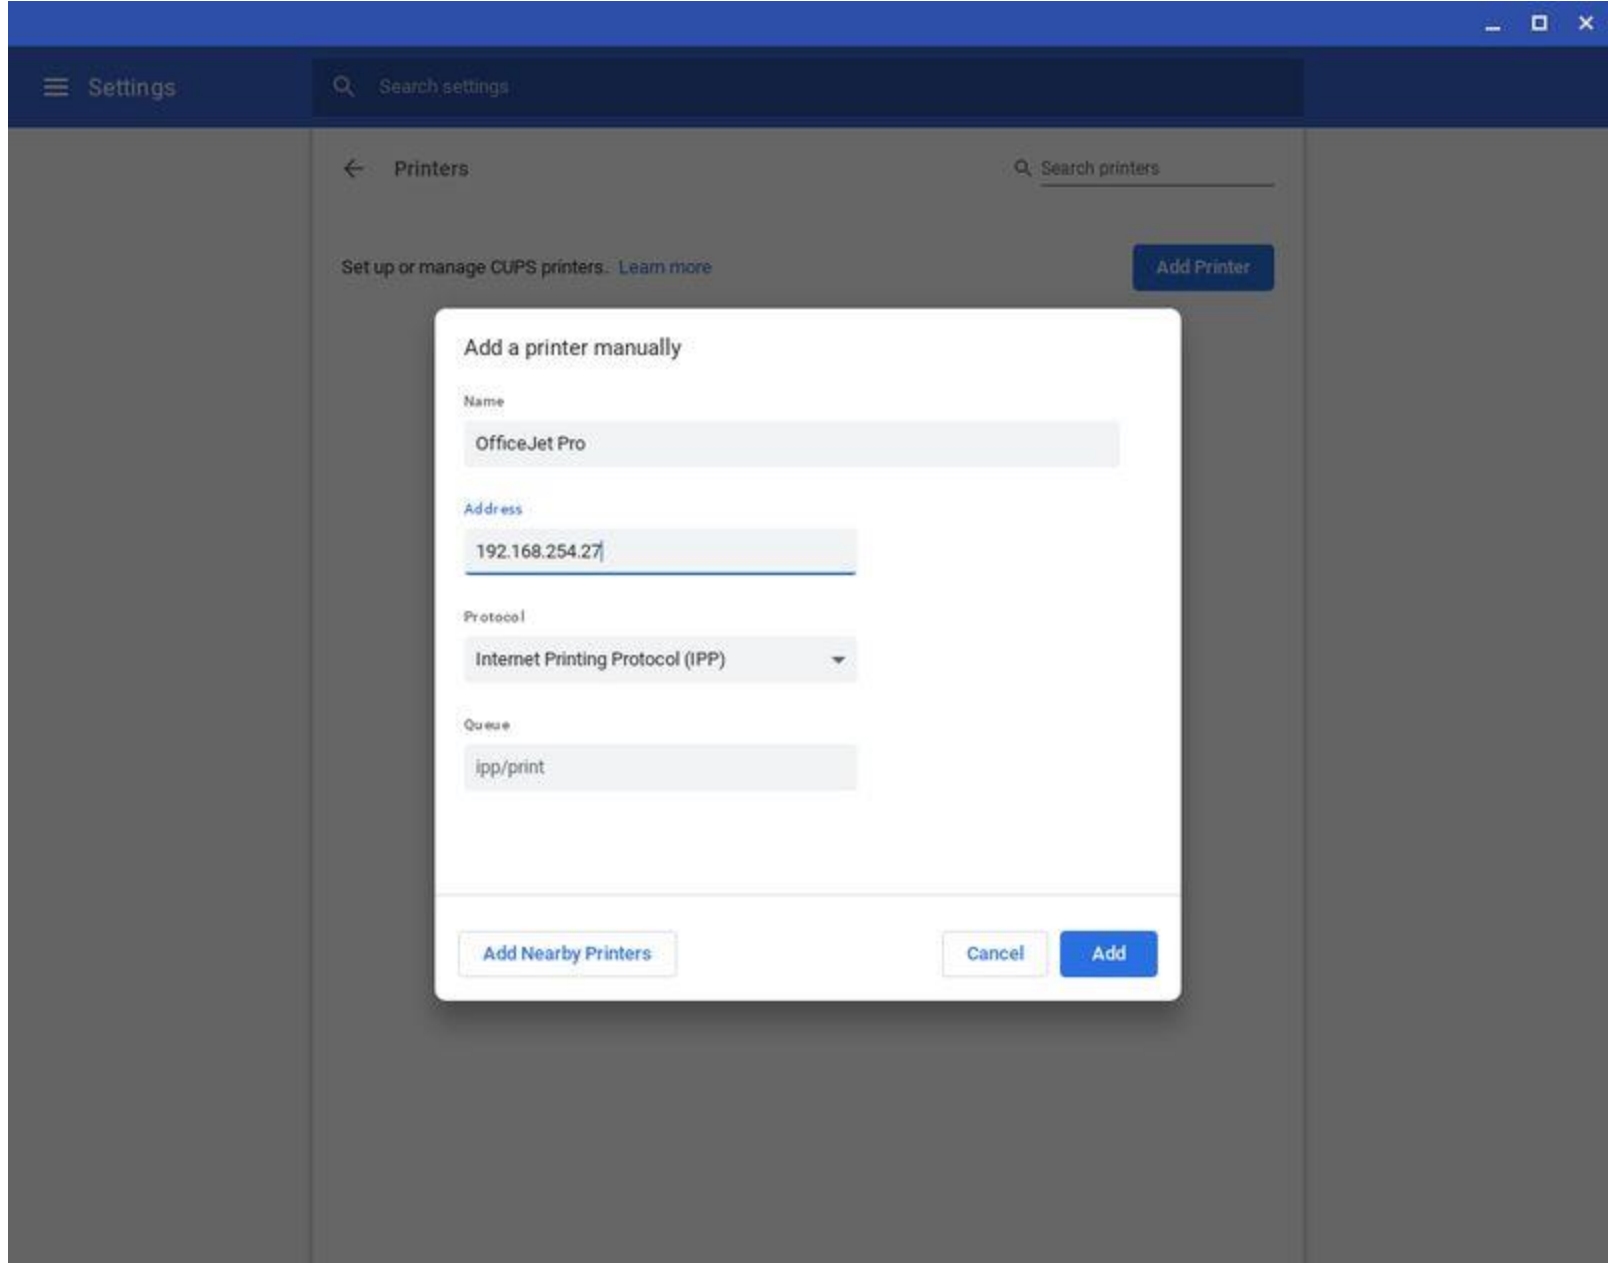 Settings
Search settings
Printers
Search printers
Set up or manage CUPS printers. Learn more
Add Printer
Add a printer manually
Name
OfficeJet Pro
Address
192.168.254.27
Protocol
Internet Printing Protocol (IPP)
Queue
ipp/print
Add Nearby Printers
Cancel
Add